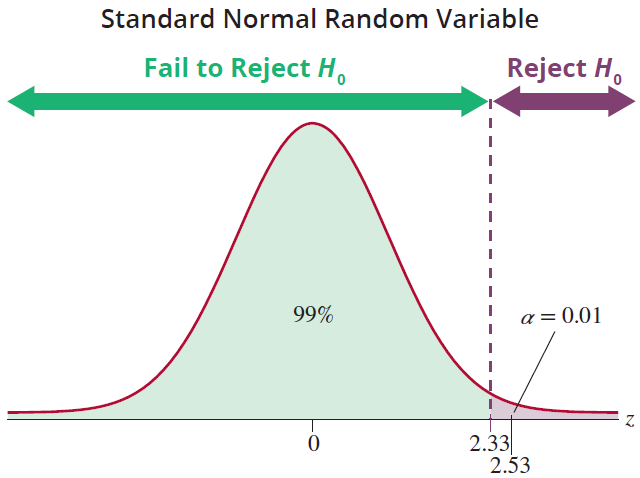 Standard Normal Random Variable
Fail to Reject H₀
Reject H₀
99%
α = 0.01
z
0
2.33
2.53